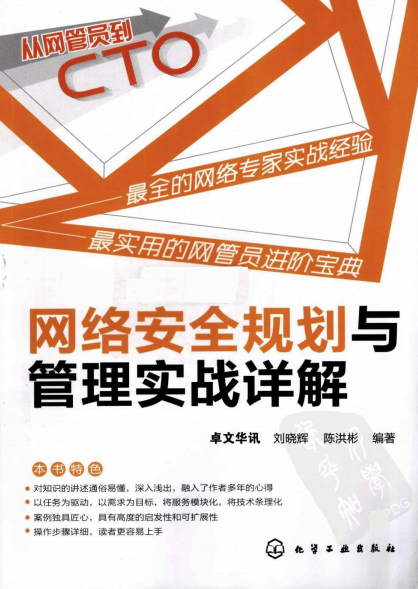 从网管员到
CTO
最全的网络专家实战经验
最实用的网管员进阶宝典
网络安全规划与
管理实战详解
卓文华讯 刘晓辉 陈洪彬 编著
本书特色
对知识的讲述通俗易懂，深入浅出，融入了作者多年的心得
以任务为驱动，以需求为目标，将服务模块化，将技术条理化
案例独具匠心，具有高度的启发性和可扩展性
操作步骤详细，读者更容易上手
化学工业出版社